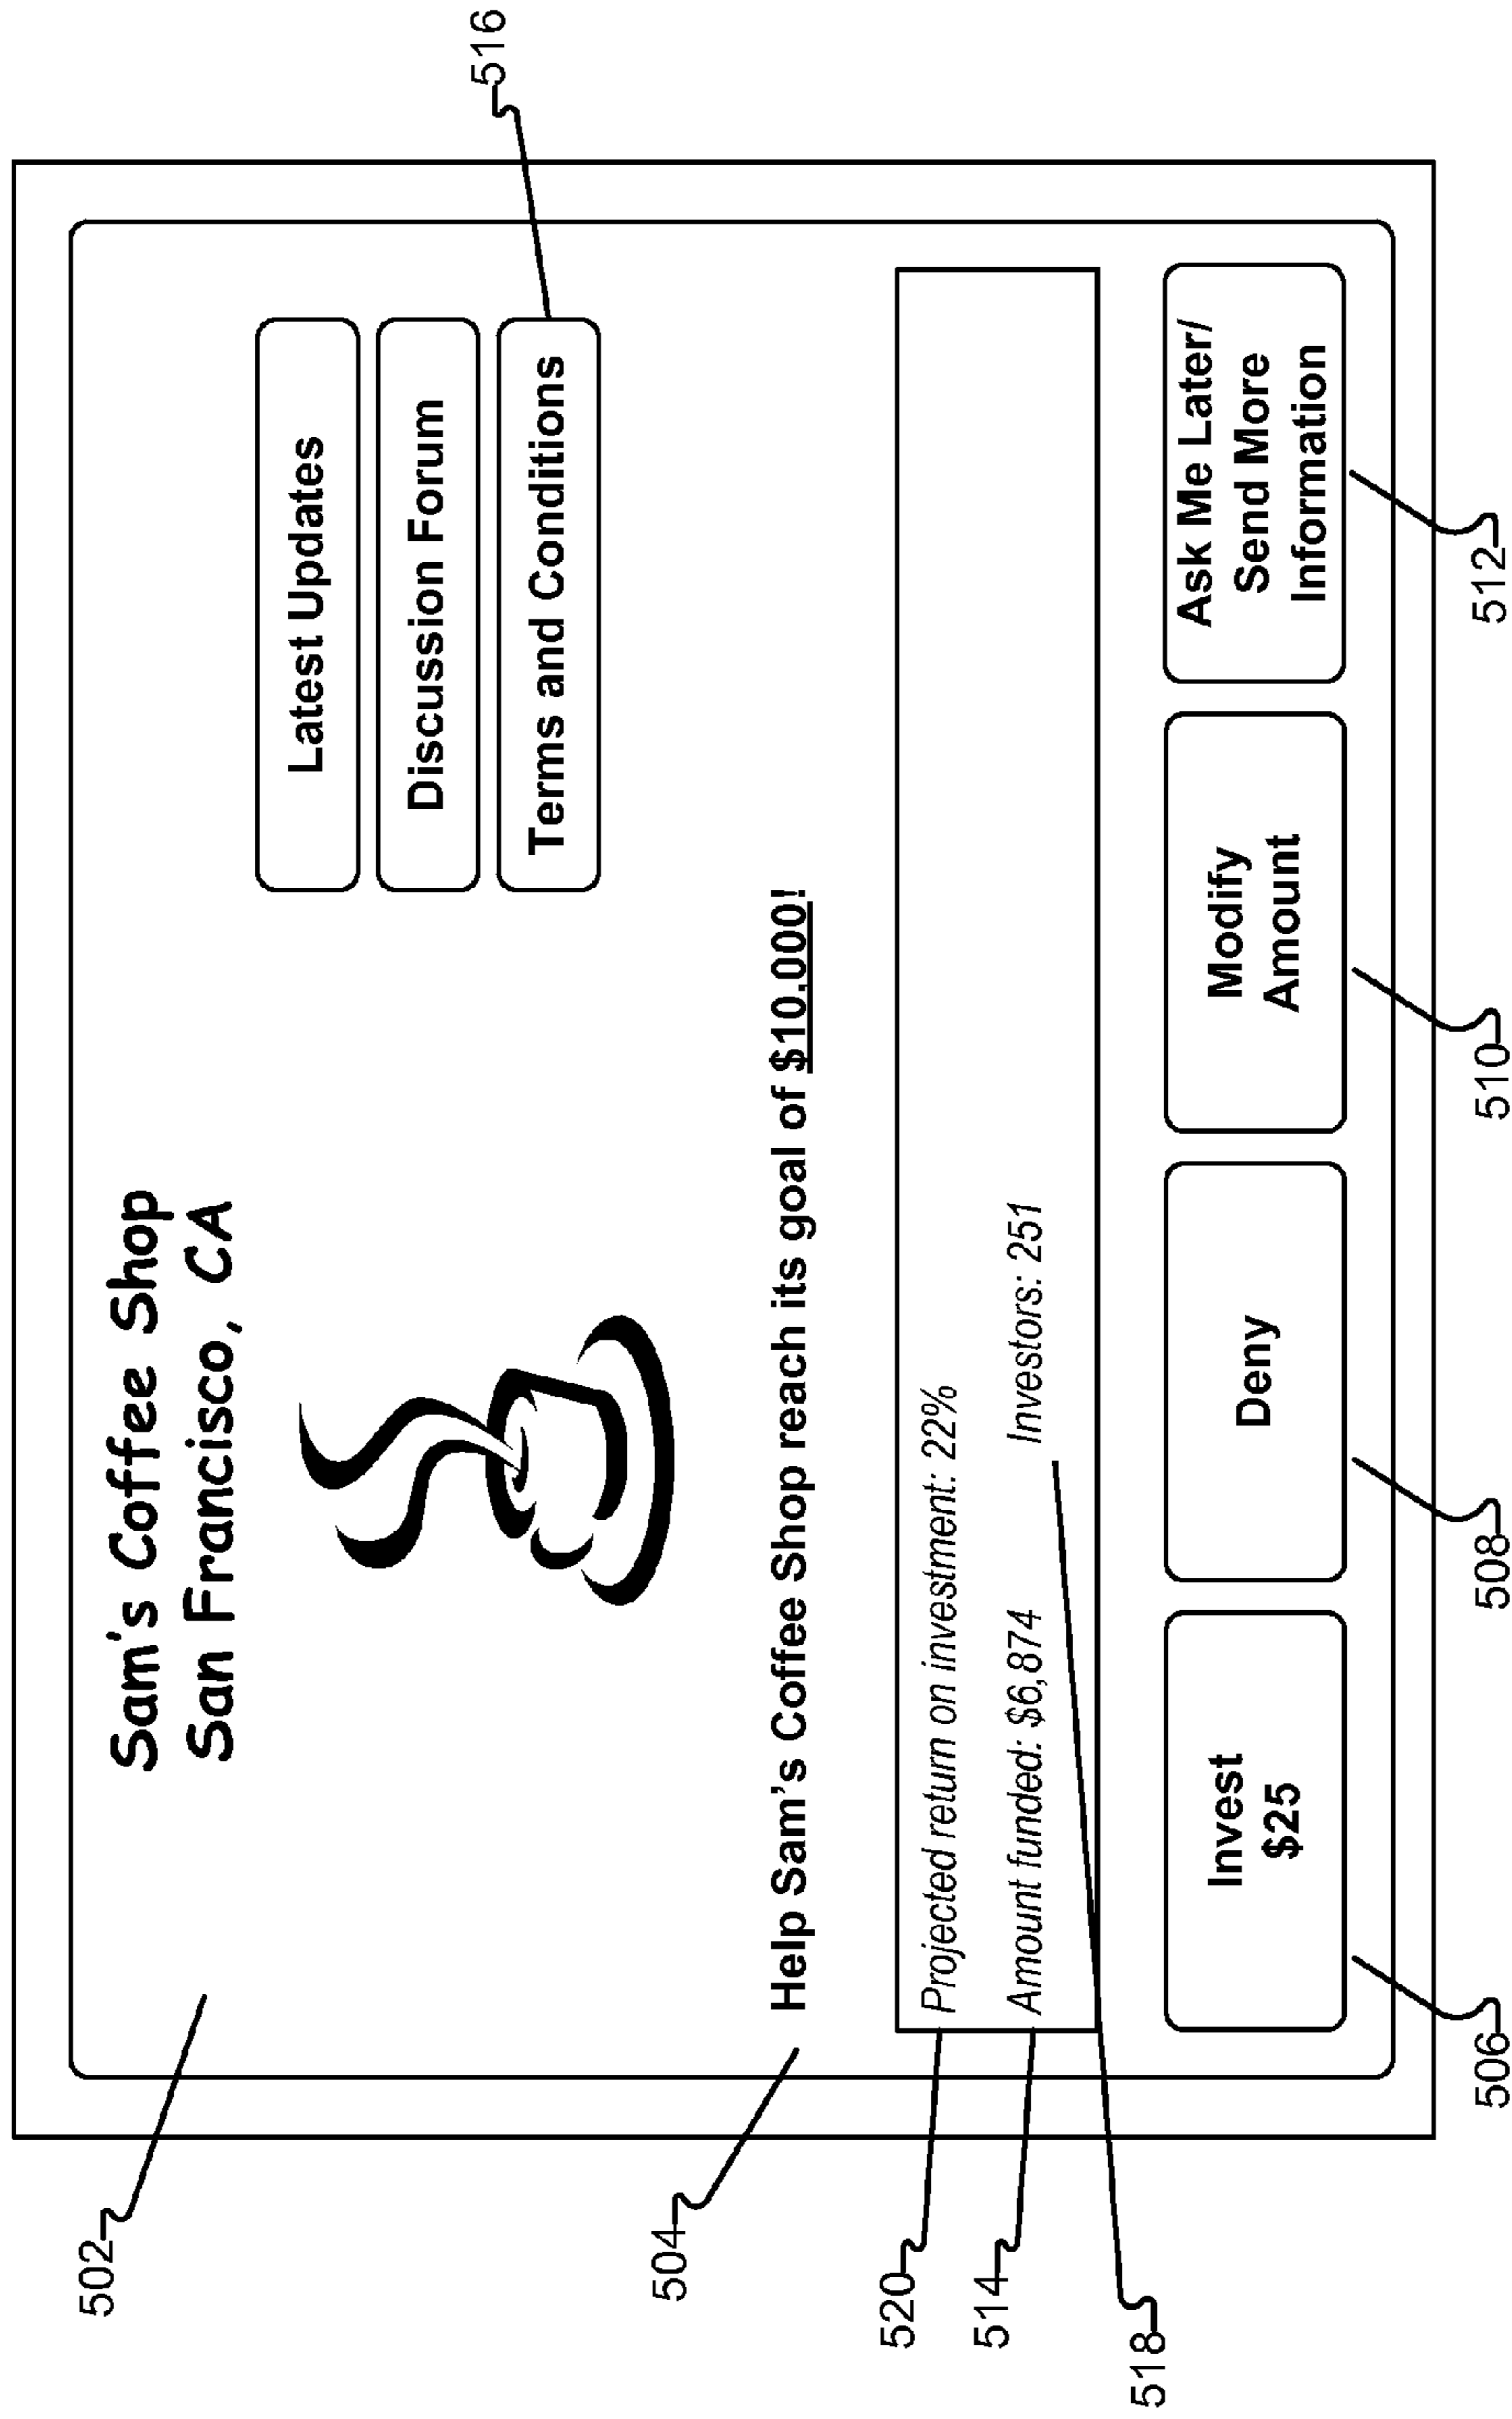 502
Sam's Coffee Shop
San Francisco, CA
Latest Updates
Discussion Forum
Terms and Conditions
516
504
Help Sam's Coffee Shop reach its goal of $10,000!
520
Projected return on investment: 22%
514
Amount funded: $6,874 Investors: 251
518
Invest
$25
Deny
Modify
Amount
Ask Me Later/
Send More
Information
506
508
510
512